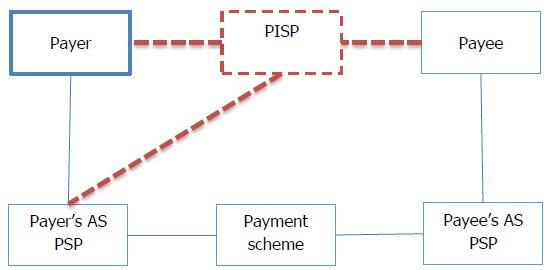 Payer
PISP
Payee
Payer's AS
PSP
Payment
scheme
Payee's AS
PSP